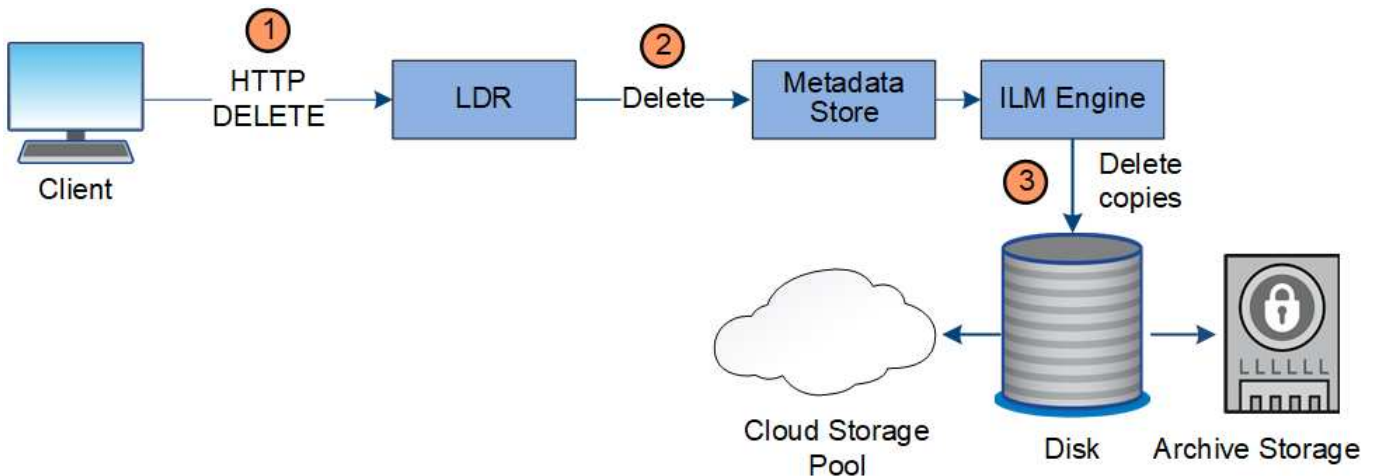 1
HTTP
DELETE
2
Delete
LDR
Metadata
Store
ILM Engine
3
Delete
copies
Client
LLLLLL
Cloud Storage
Pool
Disk
Archive Storage